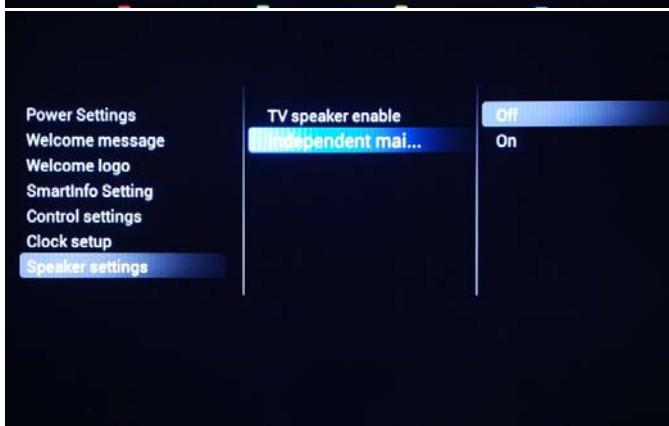 Power Settings
Welcome message
Welcome logo
SmartInfo Setting
Control settings
Clock setup
Speaker settings
TV speaker enable
Independent mai...
Off
On